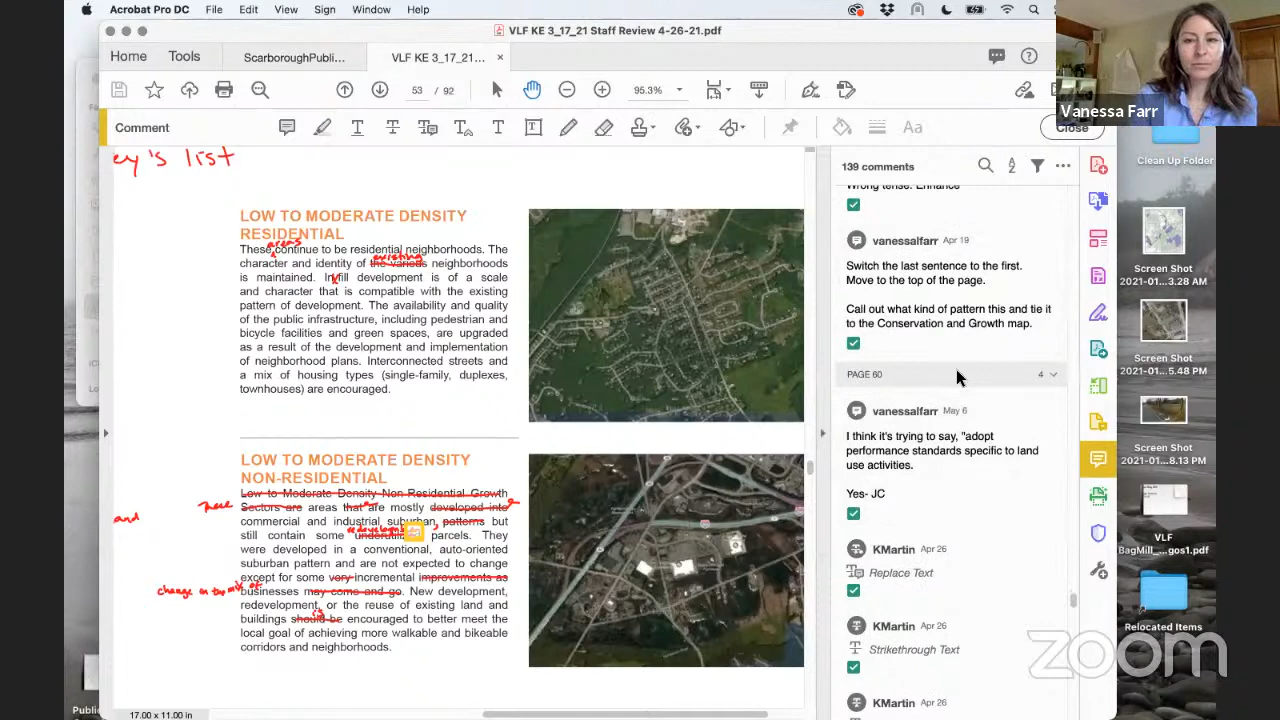 Acrobat Pro DC File Edit View Sign Window Help
VLF KE 3_17_21 Staff Review 4-26-21.pdf
Home Tools ScarboroughPubli... VLF KE 3_17_21... ×
53 / 92 95.3%
Vanessa Farr
Comment Aa Close
ey's list
139 comments
LOW TO MODERATE DENSITY
RESIDENTIAL
areas
These continue to be residential neighborhoods. The
existing
character and identity of the various neighborhoods
is maintained. Infill development is of a scale
and character that is compatible with the existing
pattern of development. The availability and quality
of the public infrastructure, including pedestrian and
bicycle facilities and green spaces, are upgraded
as a result of the development and implementation
of neighborhood plans. Interconnected streets and
a mix of housing types (single-family, duplexes,
townhouses) are encouraged.
LOW TO MODERATE DENSITY
NON-RESIDENTIAL
Low to Moderate Density Non-Residential Growth
Sectors are areas that are mostly developed into
and
commercial and industrial suburban patterns but
still contain some parcels. They
were developed in a conventional, auto-oriented
suburban pattern and are not expected to change
except for some very incremental improvements as
change in the mix of
businesses may come and go. New development,
redevelopment, or the reuse of existing land and
is
buildings should be encouraged to better meet the
local goal of achieving more walkable and bikeable
corridors and neighborhoods.
17.00 x 11.00 in
Wrong tense. Enhance
vanessalfarr Apr 19
Switch the last sentence to the first.
Move to the top of the page.
Call out what kind of pattern this and tie it
to the Conservation and Growth map.
PAGE 60 4
vanessalfarr May 6
I think it's trying to say, "adopt
performance standards specific to land
use activities.
Yes- JC
KMartin Apr 26
Replace Text
KMartin Apr 26
Strikethrough Text
KMartin Apr 26
Clean Up Folder
Screen Shot
2021-01...3.28 AM
Screen Shot
2021-01...5.48 PM
Screen Shot
2021-01...8.13 PM
VLF
BagMill_...gos1.pdf
Relocated Items
Public
zoom